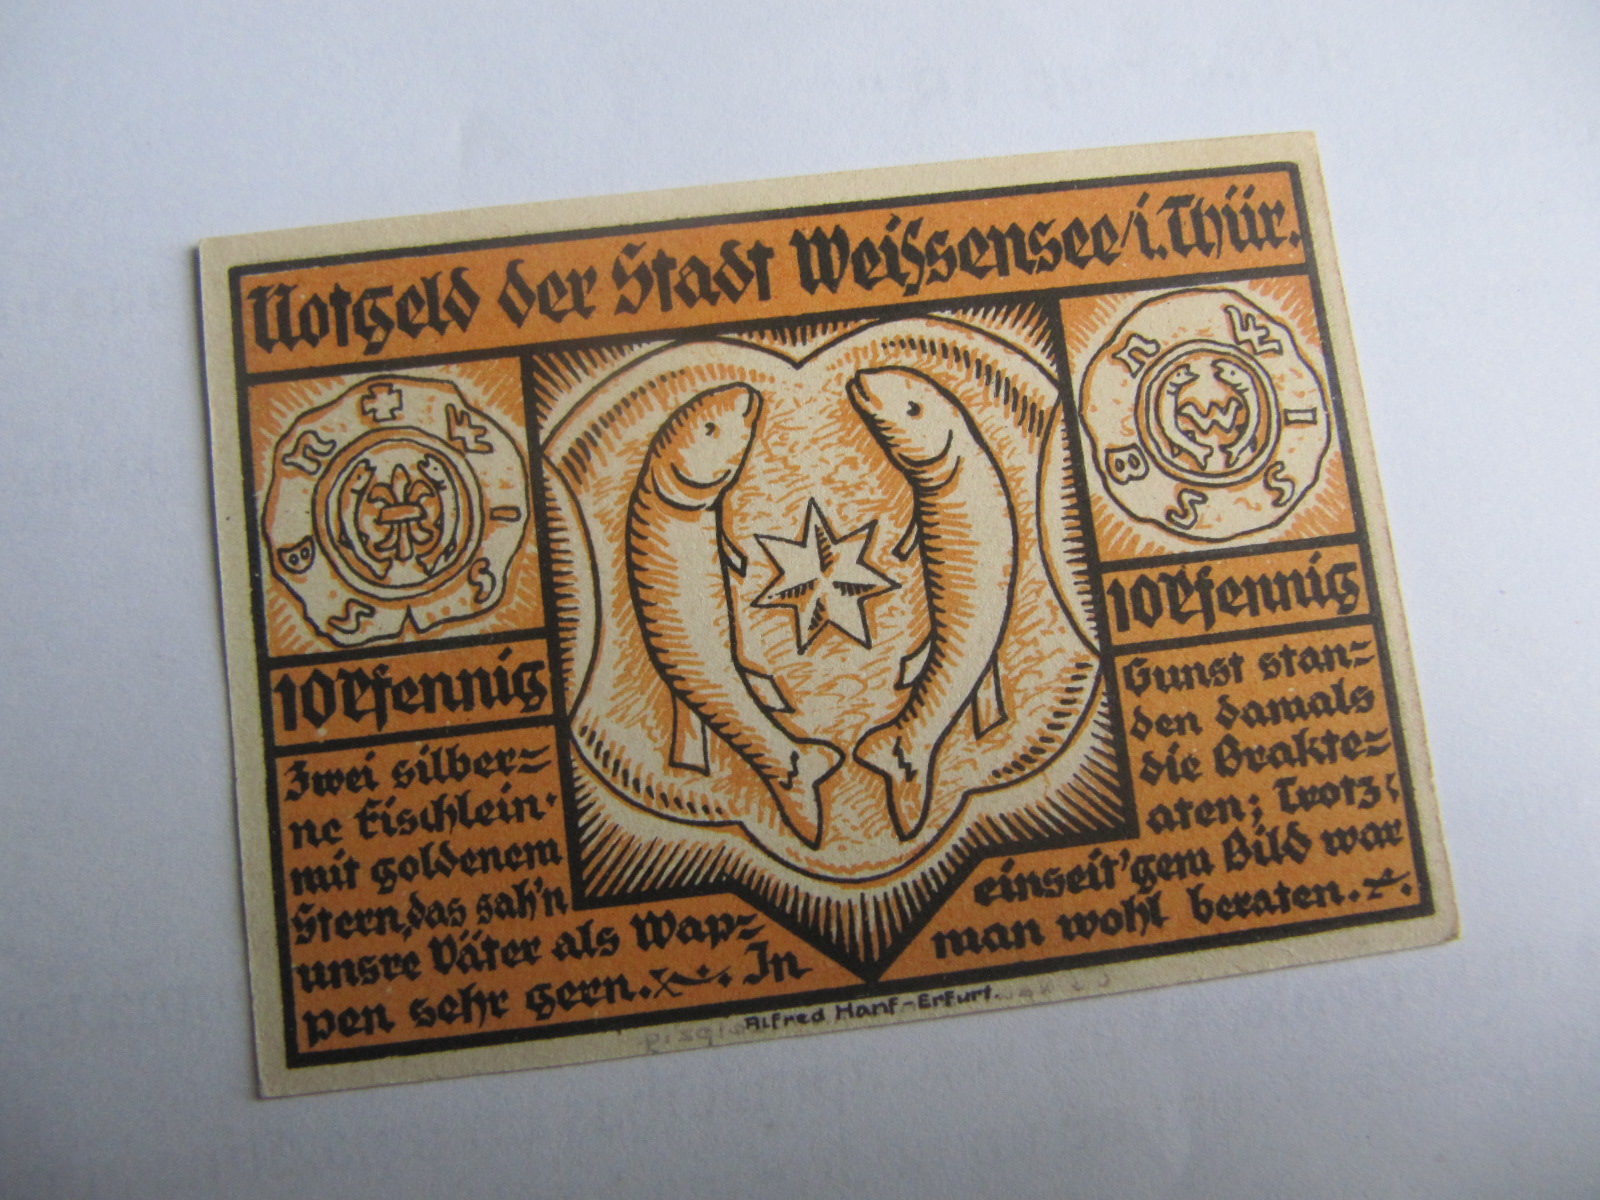 Notgeld der Stadt Weißensee/i.Thür.
N F I S S B
10 Pfennig
Zwei silber=
ne Fischlein
mit goldenem
Stern, das sah'n
unsre Väter als Wap=
pen sehr gern. In
N F I S S B
W
10 Pfennig
Gunst stan=
den damals
die Brakte=
aten; Trotz
einseit'gem Bild war
man wohl beraten.
Alfred Hanf-Erfurt.